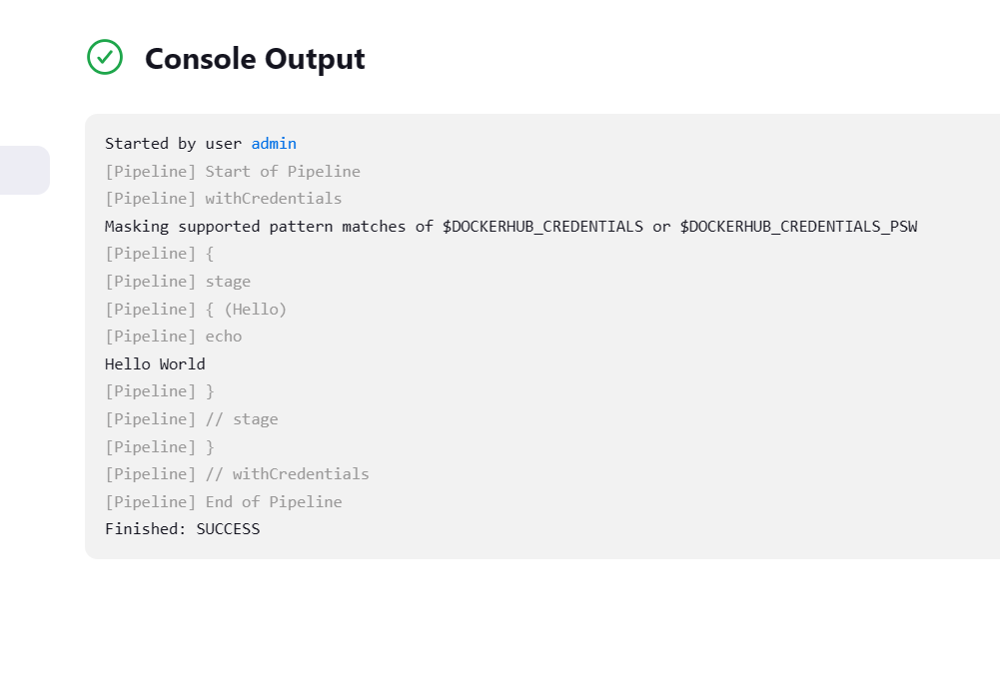 Console Output
Started by user admin
[Pipeline] Start of Pipeline
[Pipeline] withCredentials
Masking supported pattern matches of $DOCKERHUB_CREDENTIALS or $DOCKERHUB_CREDENTIALS_PSW
[Pipeline] {
[Pipeline] stage
[Pipeline] { (Hello)
[Pipeline] echo
Hello World
[Pipeline] }
[Pipeline] // stage
[Pipeline] }
[Pipeline] // withCredentials
[Pipeline] End of Pipeline
Finished: SUCCESS